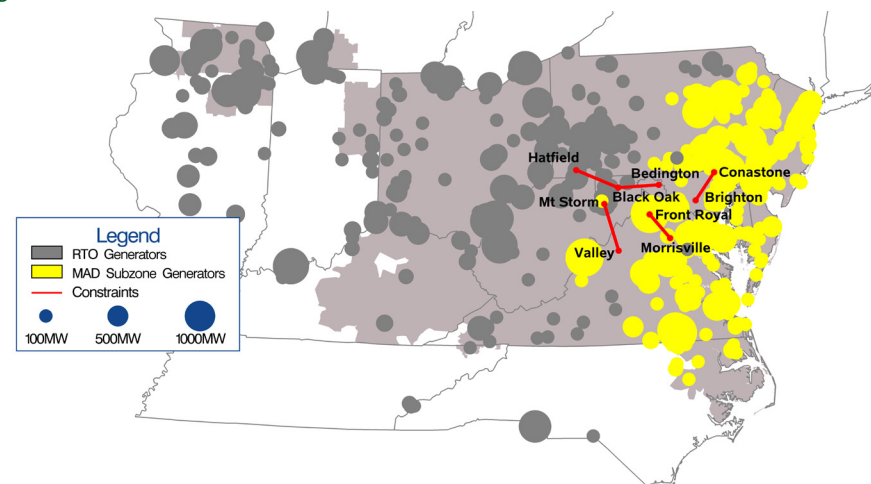 Hatfield
Bedington
Conastone
Mt Storm
Black Oak
Brighton
Front Royal
Valley
Morrisville
Legend
RTO Generators
MAD Subzone Generators
Constraints
100MW
500MW
1000MW